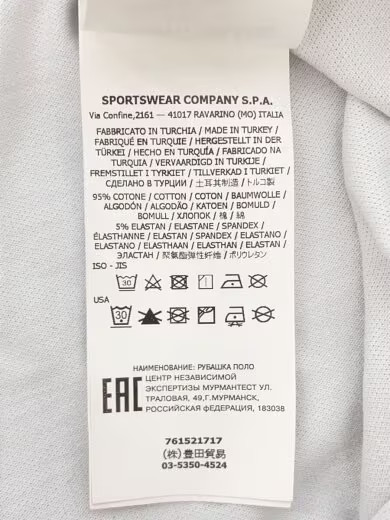 SPORTSWEAR COMPANY S.P.A.
Via Confine,2161 — 41017 RAVARINO (MO) ITALIA
FABBRICATO IN TURCHIA / MADE IN TURKEY /
FABRIQUÉ EN TURQUIE / HERGESTELLT IN DER
TÜRKEI / HECHO EN TURQUÍA / FABRICADO NA
TURQUIA / VERVAARDIGD IN TURKIJE /
FREMSTILLET I TYRKIET / TILLVERKAD I TURKIET /
СДЕЛАНО В ТУРЦИИ / 土耳其制造 / トルコ製
95% COTONE / COTTON / COTON / BAUMWOLLE /
ALGODÓN / ALGODÃO / KATOEN / BOMULD /
BOMULL / ХЛОПОК / 棉 / 綿
5% ELASTAN / ELASTANE / SPANDEX /
ÉLASTHANNE / ELASTAN / SPANDEX / ELASTANO /
ELASTANO / ELASTHAAN / ELASTHAN / ELASTAN /
ЭЛАСТАН / 聚氨酯弹性纤维 / ポリウレタン
ISO - JIS
30
USA
30
НАИМЕНОВАНИЕ: РУБАШКА ПОЛО
EAC ЦЕНТР НЕЗАВИСИМОЙ
ЭКСПЕРТИЗЫ МУРМАНТЕСТ УЛ.
ТРАЛОВАЯ, 49,Г.МУРМАНСК,
РОССИЙСКАЯ ФЕДЕРАЦИЯ, 183038
761521717
(株)豊田貿易
03-5350-4524